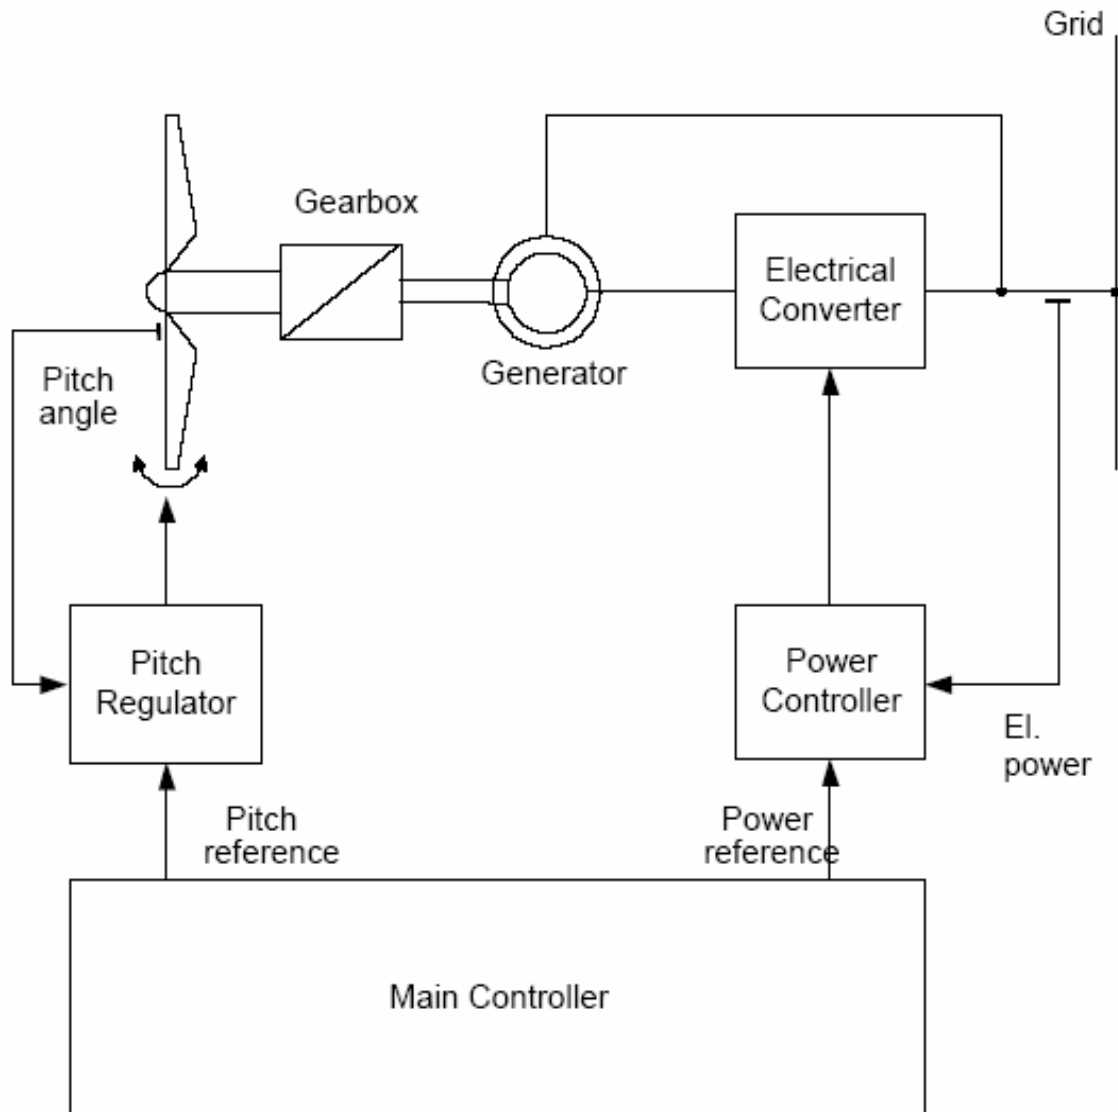 Grid
Gearbox
Electrical
Converter
Generator
Pitch
angle
Pitch
Regulator
Power
Controller
El.
power
Pitch
reference
Power
reference
Main Controller